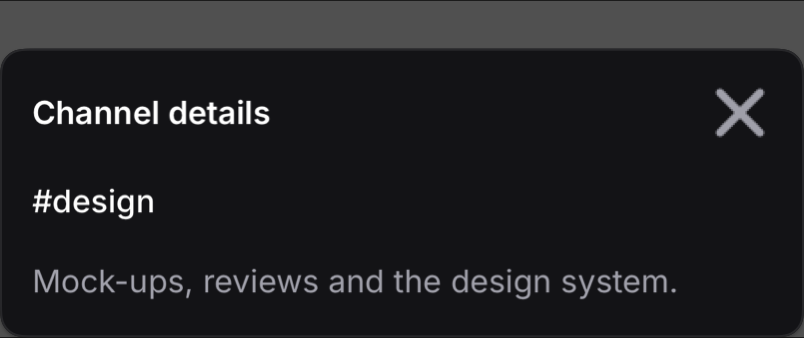 Channel details
#design
Mock-ups, reviews and the design system.